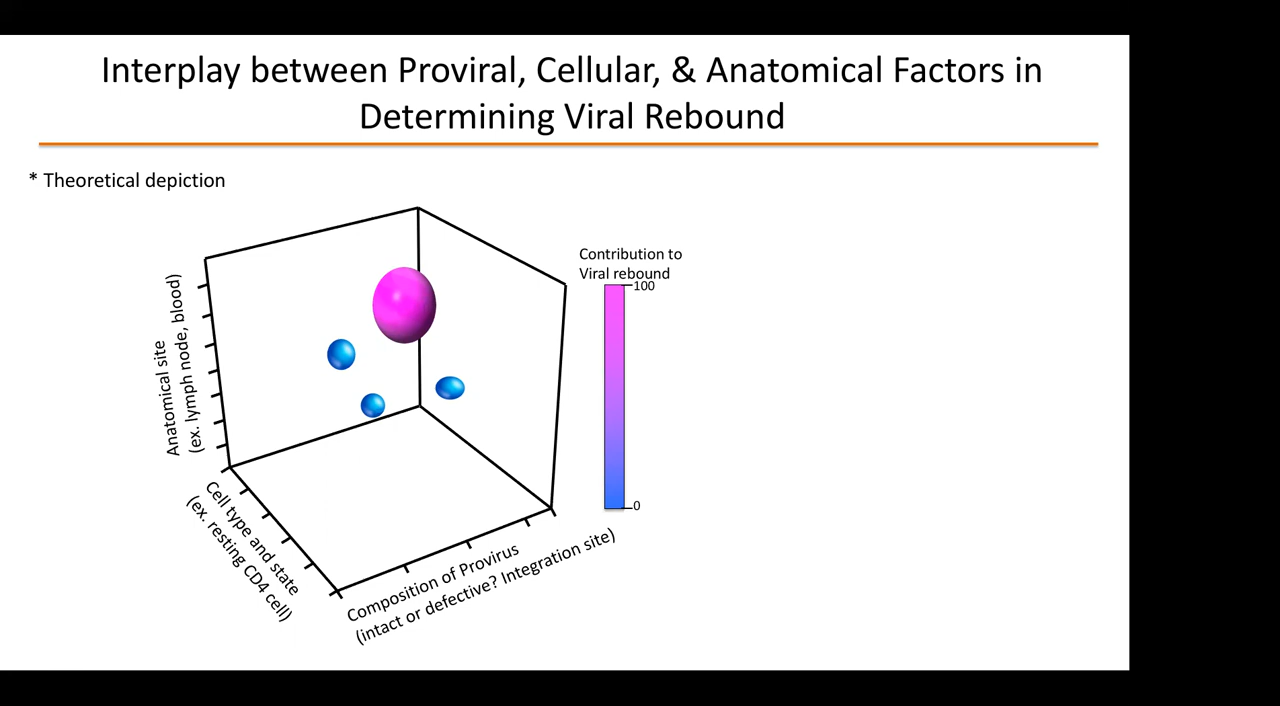 Interplay between Proviral, Cellular, & Anatomical Factors in
Determining Viral Rebound
* Theoretical depiction
Contribution to
Viral rebound
100
0
Anatomical site
(ex. lymph node, blood)
Cell type and state
(ex. resting CD4 cell)
Composition of Provirus
(intact or defective? Integration site)